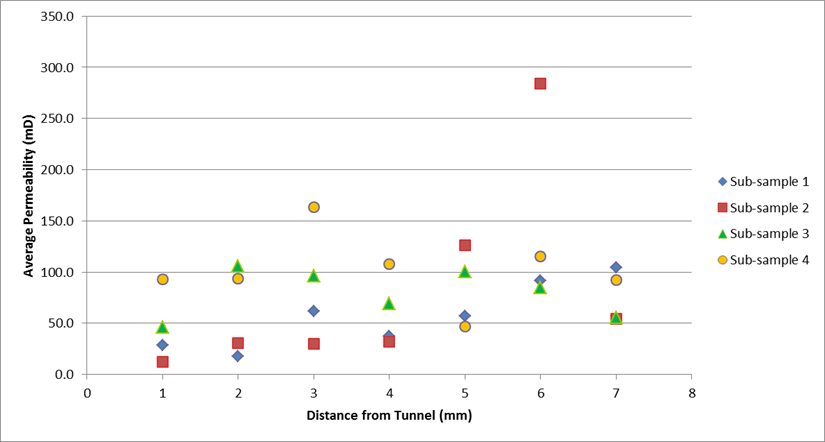 350.0
300.0
250.0
200.0
150.0
100.0
50.0
0.0
Average Permeability (mD)
0 1 2 3 4 5 6 7 8
Distance from Tunnel (mm)
Sub-sample 1
Sub-sample 2
Sub-sample 3
Sub-sample 4